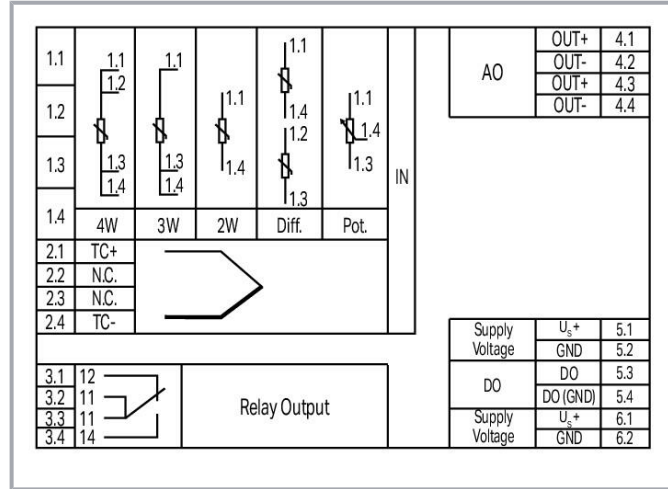 1.1 1.1 1.1 1.1 OUT+ 4.1
1.2 AO OUT- 4.2
OUT+ 4.3
1.2 1.1 1.4 1.1 OUT- 4.4
1.2 1.4
1.3 1.3 1.3 1.4 1.3 IN
1.4 1.4 1.3
1.4 4W 3W 2W Diff. Pot.
2.1 TC+
2.2 N.C.
2.3 N.C.
2.4 TC-
Supply Voltage Us+ 5.1
GND 5.2
DO DO 5.3
DO (GND) 5.4
Supply Voltage Us+ 6.1
GND 6.2
3.1 12
3.2 11 Relay Output
3.3 11
3.4 14